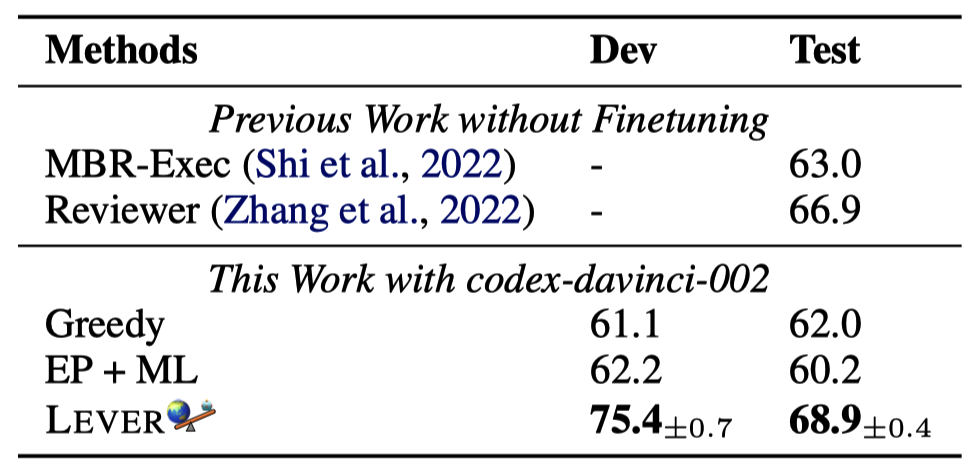 Methods Dev Test
Previous Work without Finetuning
MBR-Exec (Shi et al., 2022) - 63.0
Reviewer (Zhang et al., 2022) - 66.9
This Work with codex-davinci-002
Greedy 61.1 62.0
EP + ML 62.2 60.2
LEVER 75.4±0.7 68.9±0.4